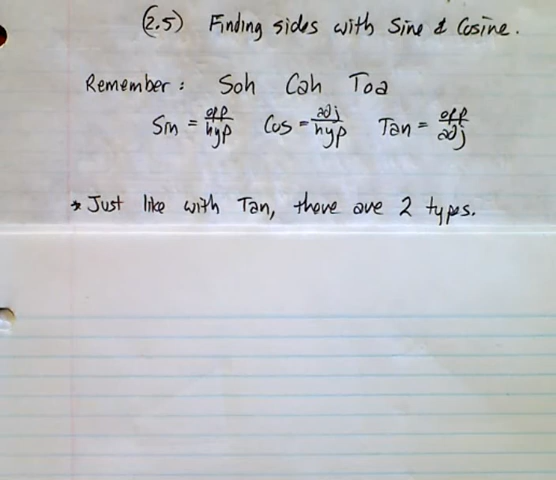 (2.5) Finding sides with Sine & Cosine.
Remember: Soh Cah Toa
Sin = opp/hyp Cos = adj/hyp Tan = opp/adj
* Just like with Tan, there are 2 types.